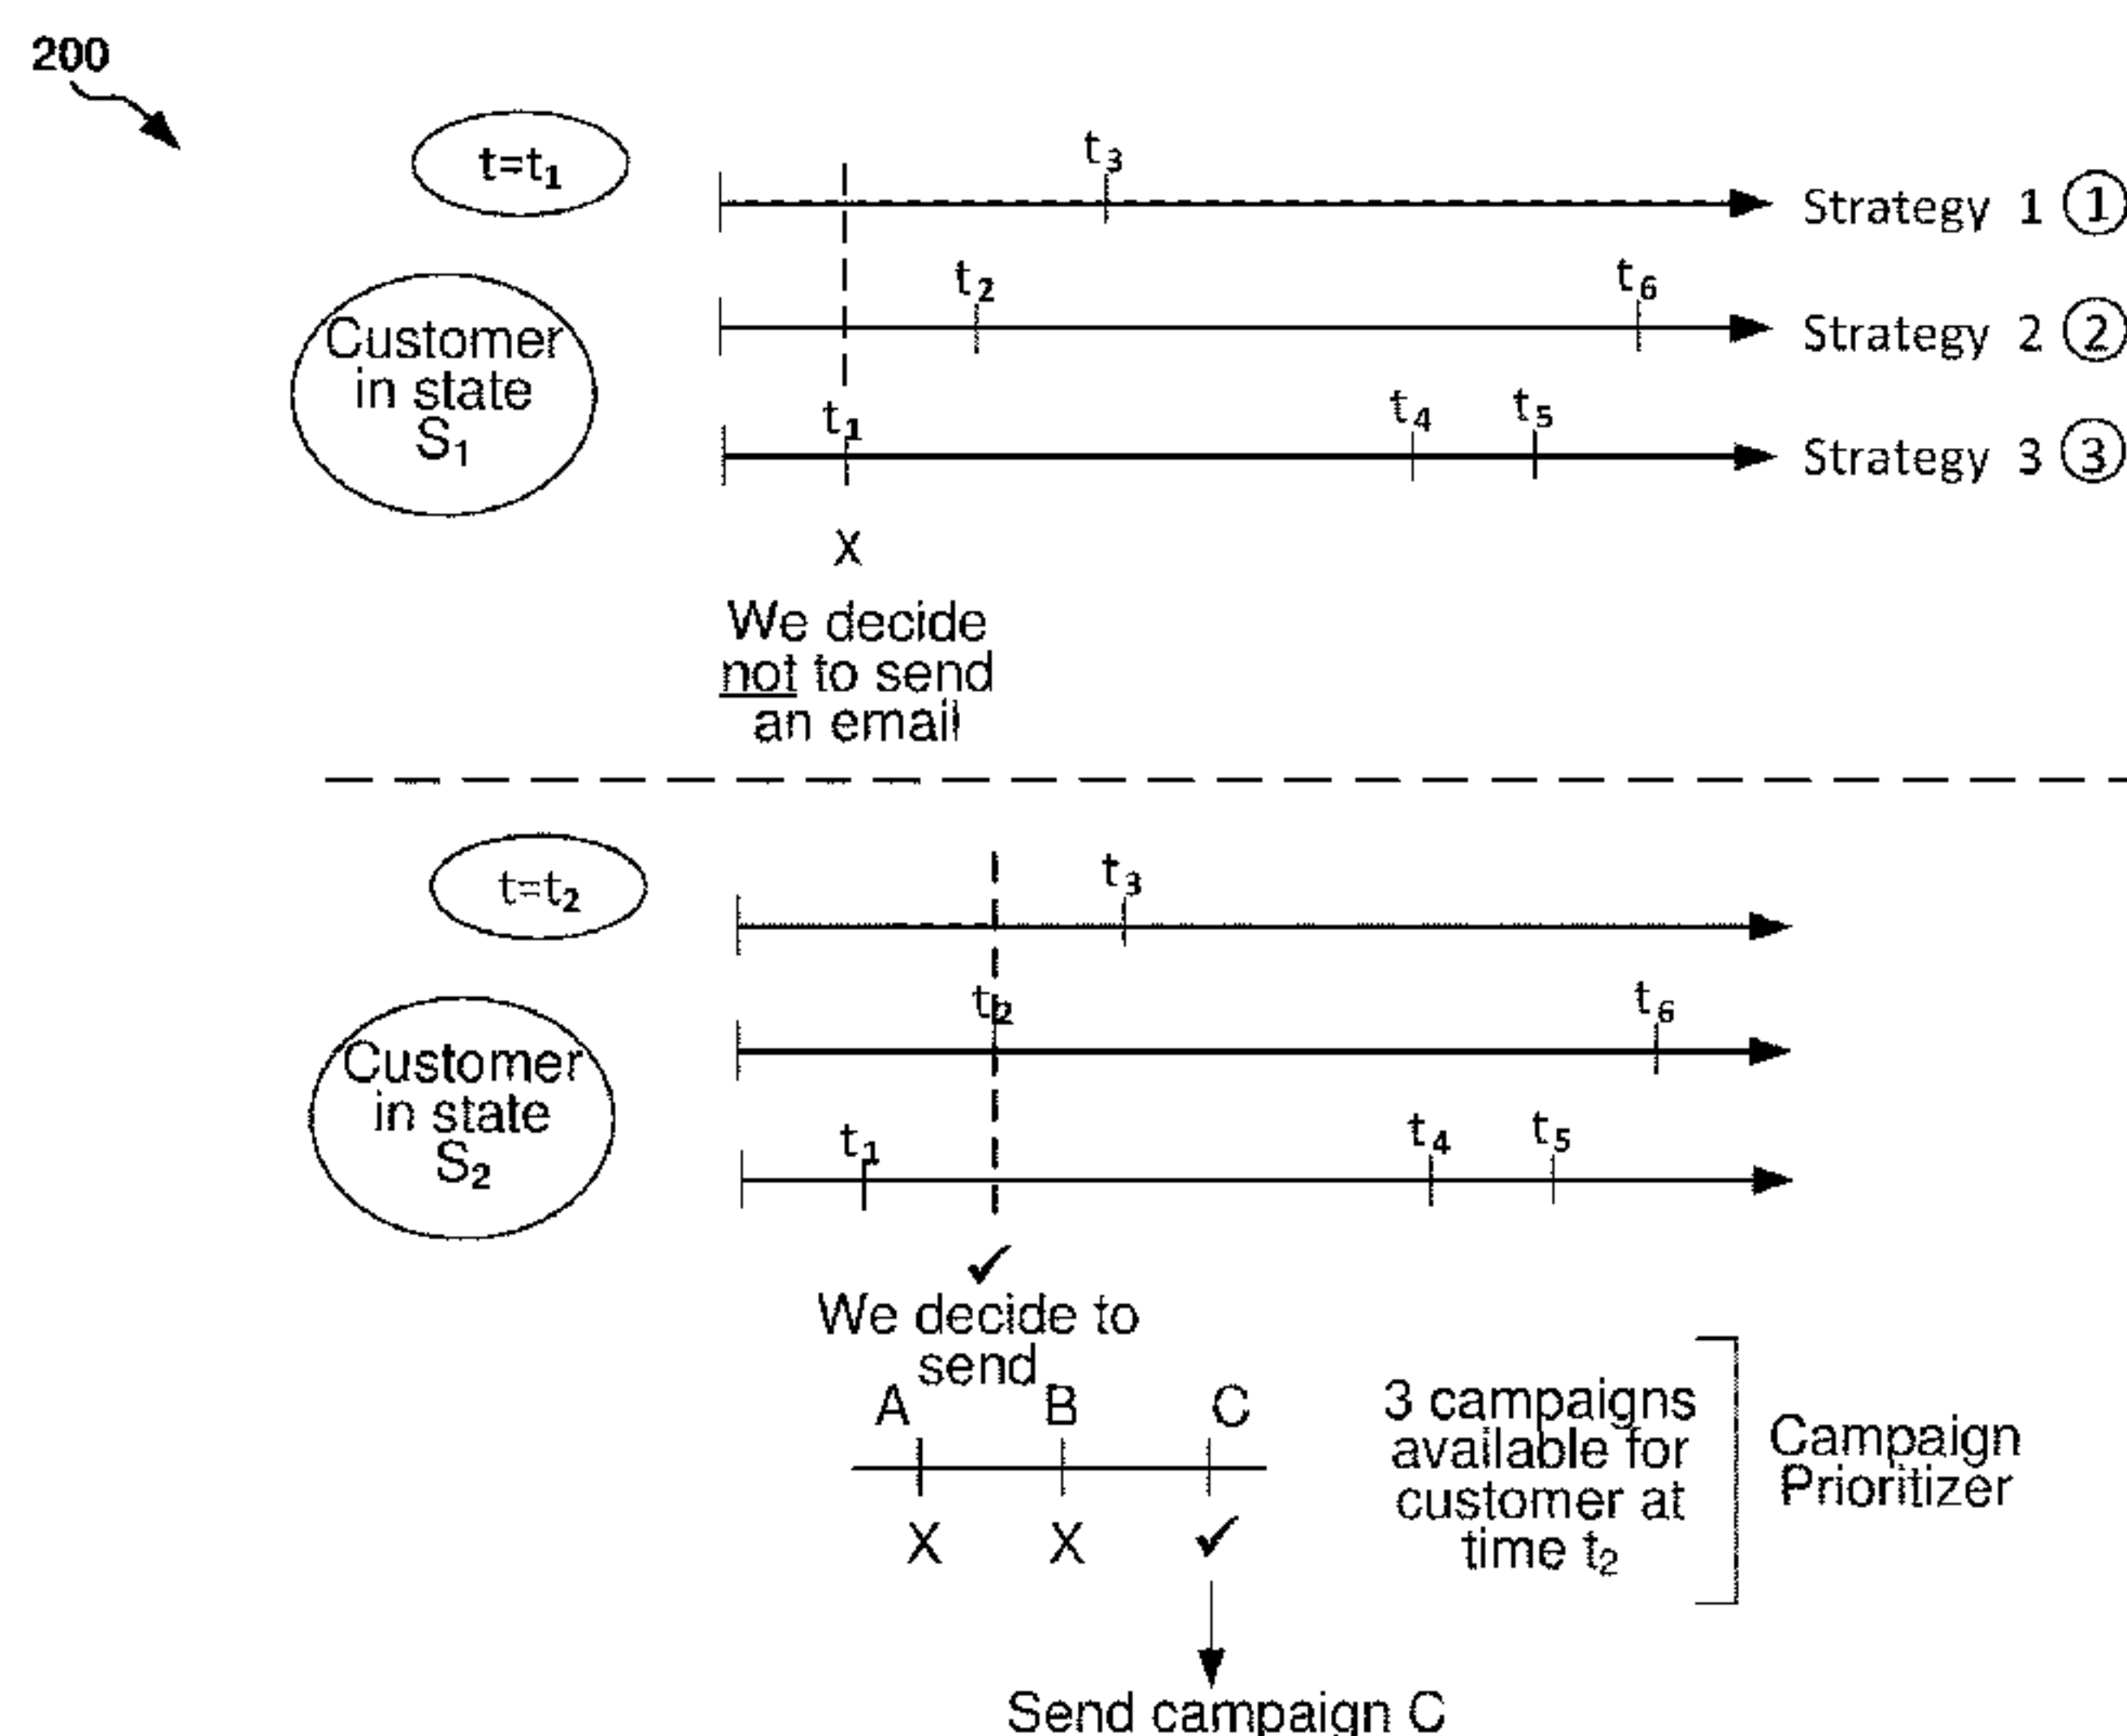 200
t=t₁
t₃
Strategy 1 ①
t₂
t₆
Strategy 2 ②
Customer
in state
S₁
t₁
t₄
t₅
Strategy 3 ③
X
We decide
not to send
an email
t=t₂
t₃
t₂
t₆
Customer
in state
S₂
t₁
t₄
t₅
✓
We decide to
send
A
B
C
X
X
✓
3 campaigns
available for
customer at
time t₂
Campaign
Prioritizer
Send campaign C